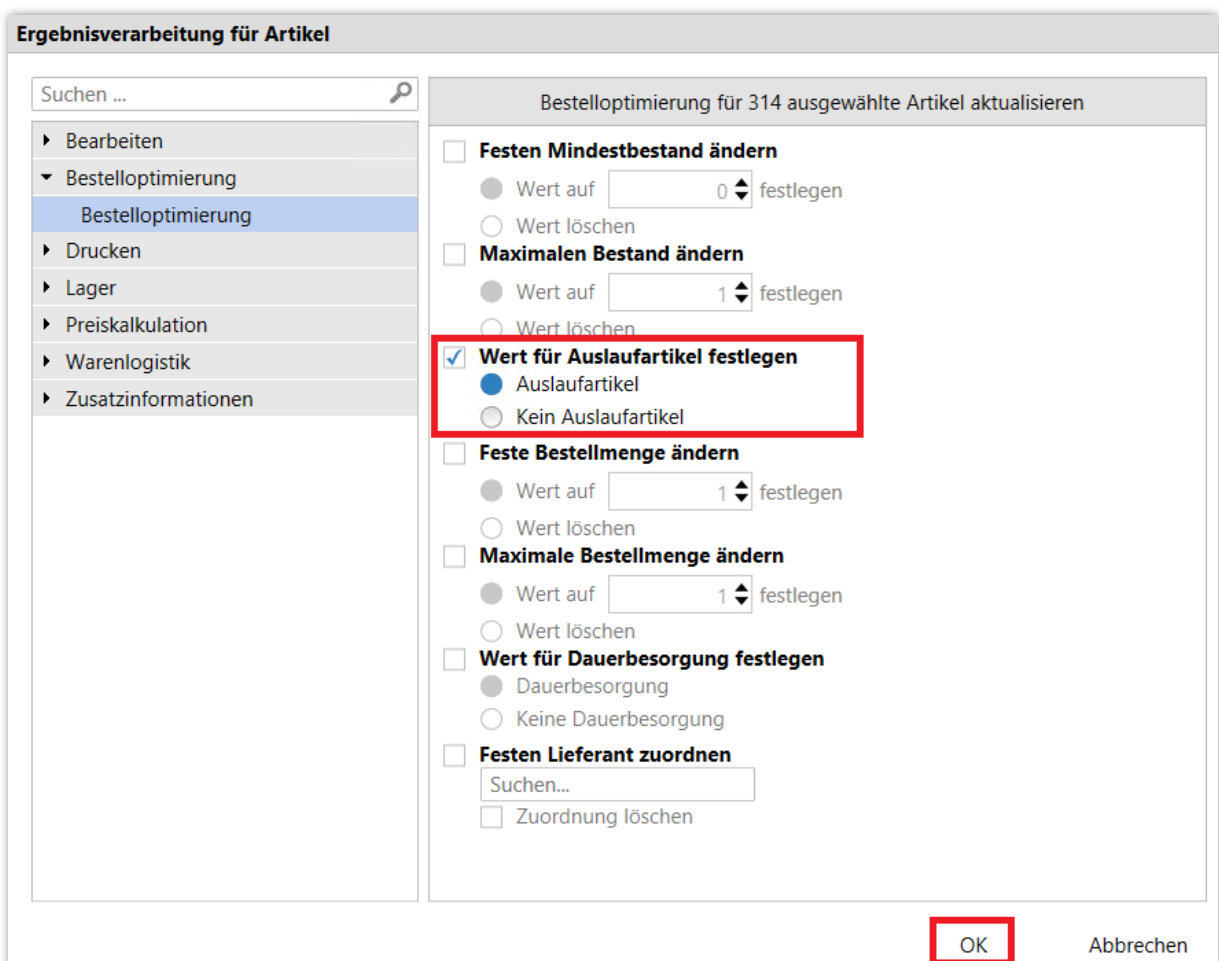 Ergebnisverarbeitung für Artikel
Suchen ...
Bearbeiten
Bestelloptimierung
Bestelloptimierung
Drucken
Lager
Preiskalkulation
Warenlogistik
Zusatzinformationen
Bestelloptimierung für 314 ausgewählte Artikel aktualisieren
Festen Mindestbestand ändern
Wert auf 0 festlegen
Wert löschen
Maximalen Bestand ändern
Wert auf 1 festlegen
Wert löschen
Wert für Auslaufartikel festlegen
Auslaufartikel
Kein Auslaufartikel
Feste Bestellmenge ändern
Wert auf 1 festlegen
Wert löschen
Maximale Bestellmenge ändern
Wert auf 1 festlegen
Wert löschen
Wert für Dauerbesorgung festlegen
Dauerbesorgung
Keine Dauerbesorgung
Festen Lieferant zuordnen
Suchen...
Zuordnung löschen
OK Abbrechen